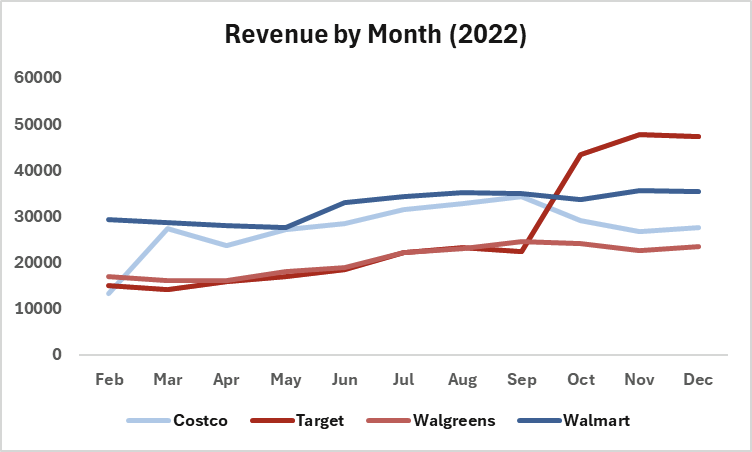 Revenue by Month (2022)
60000
50000
40000
30000
20000
10000
0
Feb Mar Apr May Jun Jul Aug Sep Oct Nov Dec
Costco Target Walgreens Walmart